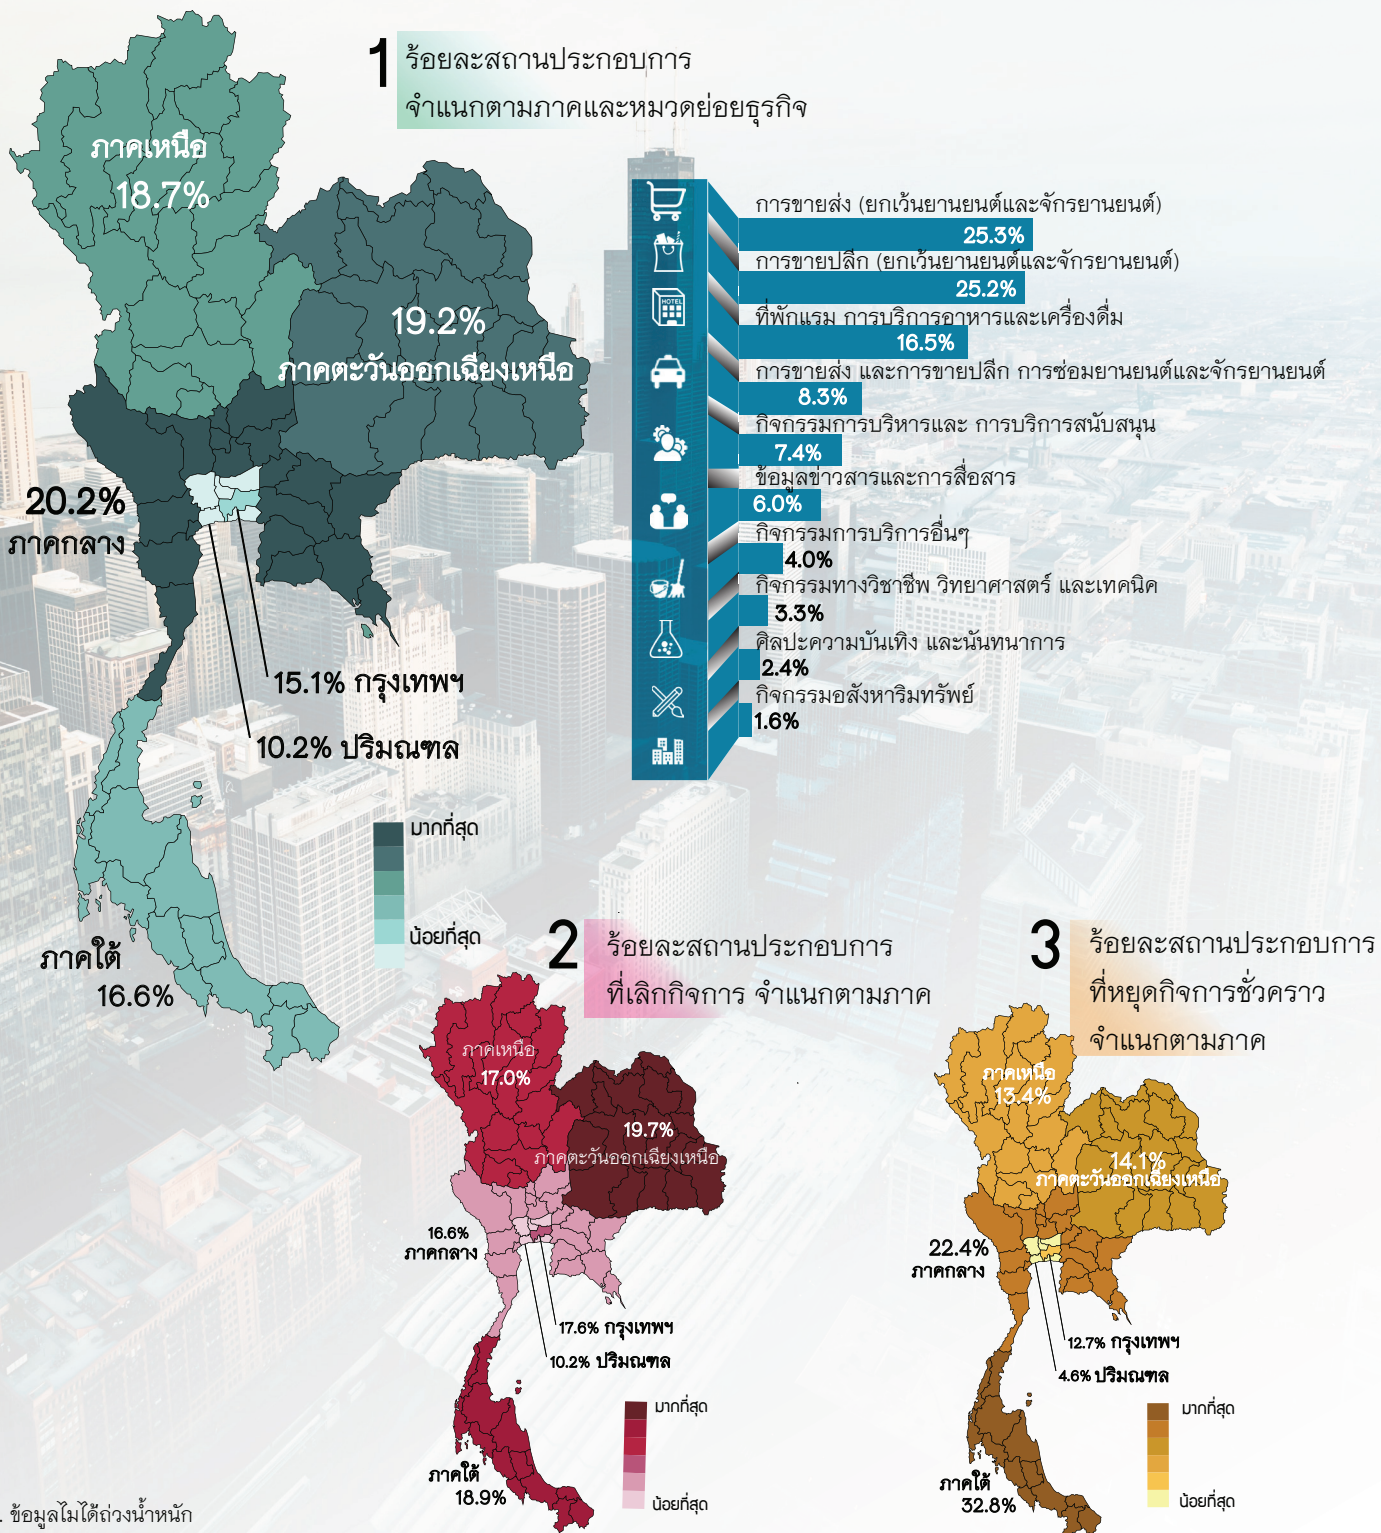 1
ร้อยละสถานประกอบการ
จำแนกตามภาคและหมวดย่อยธุรกิจ
ภาคเหนือ
18.7%
19.2%
ภาคตะวันออกเฉียงเหนือ
20.2%
ภาคกลาง
15.1% กรุงเทพฯ
10.2% ปริมณฑล
ภาคใต้
16.6%
มากที่สุด
น้อยที่สุด
การขายส่ง (ยกเว้นยานยนต์และจักรยานยนต์)
25.3%
การขายปลีก (ยกเว้นยานยนต์และจักรยานยนต์)
25.2%
HOTEL
ที่พักแรม การบริการอาหารและเครื่องดื่ม
16.5%
การขายส่ง และการขายปลีก การซ่อมยานยนต์และจักรยานยนต์
8.3%
กิจกรรมการบริหารและ การบริการสนับสนุน
7.4%
ข้อมูลข่าวสารและการสื่อสาร
6.0%
กิจกรรมการบริการอื่นๆ
4.0%
กิจกรรมทางวิชาชีพ วิทยาศาสตร์ และเทคนิค
3.3%
ศิลปะความบันเทิง และนันทนาการ
2.4%
กิจกรรมอสังหาริมทรัพย์
1.6%
2
ร้อยละสถานประกอบการ
ที่เลิกกิจการ จำแนกตามภาค
ภาคเหนือ
17.0%
19.7%
ภาคตะวันออกเฉียงเหนือ
16.6%
ภาคกลาง
17.6% กรุงเทพฯ
10.2% ปริมณฑล
ภาคใต้
18.9%
มากที่สุด
น้อยที่สุด
3
ร้อยละสถานประกอบการ
ที่หยุดกิจการชั่วคราว
จำแนกตามภาค
ภาคเหนือ
13.4%
14.1%
ภาคตะวันออกเฉียงเหนือ
22.4%
ภาคกลาง
12.7% กรุงเทพฯ
4.6% ปริมณฑล
ภาคใต้
32.8%
มากที่สุด
น้อยที่สุด
. ข้อมูลไม่ได้ถ่วงน้ำหนัก